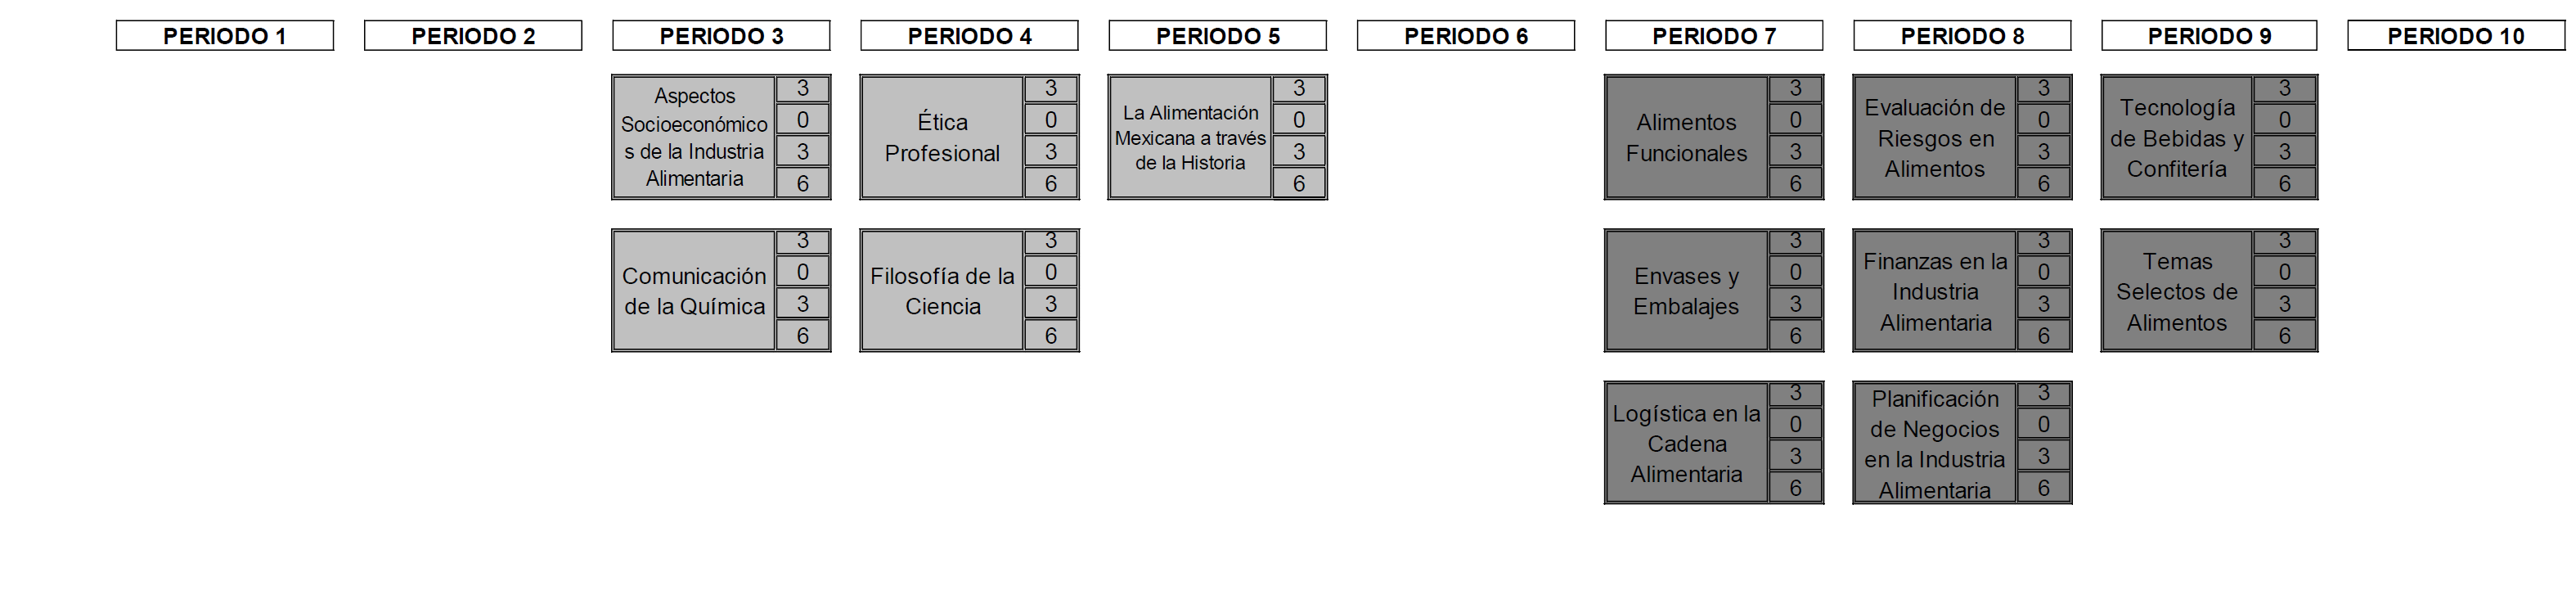 PERIODO 1
PERIODO 2
PERIODO 3
PERIODO 4
PERIODO 5
PERIODO 6
PERIODO 7
PERIODO 8
PERIODO 9
PERIODO 10
Aspectos
Socioeconómico
s de la Industria
Alimentaria
3
0
3
6
Ética
Profesional
3
0
3
6
La Alimentación
Mexicana a través
de la Historia
3
0
3
6
Alimentos
Funcionales
3
0
3
6
Evaluación de
Riesgos en
Alimentos
3
0
3
6
Tecnología
de Bebidas y
Confitería
3
0
3
6
Comunicación
de la Química
3
0
3
6
Filosofía de la
Ciencia
3
0
3
6
Envases y
Embalajes
3
0
3
6
Finanzas en la
Industria
Alimentaria
3
0
3
6
Temas
Selectos de
Alimentos
3
0
3
6
Logística en la
Cadena
Alimentaria
3
0
3
6
Planificación
de Negocios
en la Industria
Alimentaria
3
0
3
6